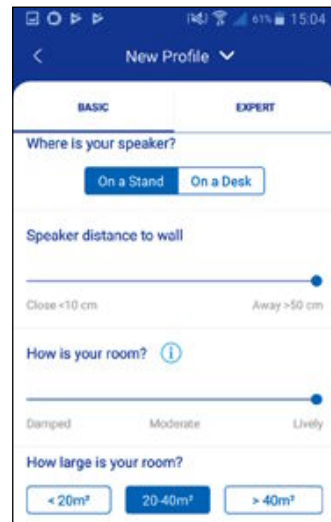 61% 15:04
New Profile
BASIC EXPERT
Where is your speaker?
On a Stand On a Desk
Speaker distance to wall
Close <10 cm Away >50 cm
How is your room? i
Damped Moderate Lively
How large is your room?
< 20m² 20-40m² > 40m²